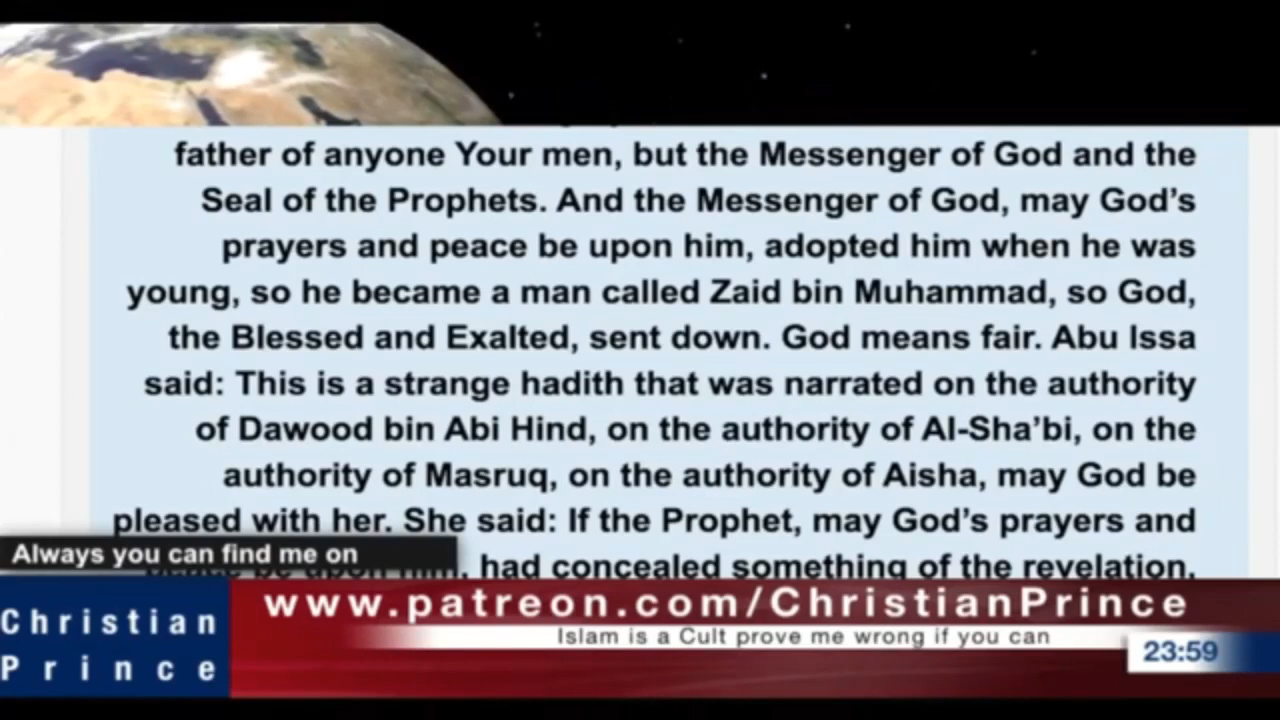 father of anyone Your men, but the Messenger of God and the
Seal of the Prophets. And the Messenger of God, may God's
prayers and peace be upon him, adopted him when he was
young, so he became a man called Zaid bin Muhammad, so God,
the Blessed and Exalted, sent down. God means fair. Abu Issa
said: This is a strange hadith that was narrated on the authority
of Dawood bin Abi Hind, on the authority of Al-Sha'bi, on the
authority of Masruq, on the authority of Aisha, may God be
pleased with her. She said: If the Prophet, may God's prayers and
peace be upon him, had concealed something of the revelation,
Always you can find me on
www.patreon.com/ChristianPrince
Islam is a Cult prove me wrong if you can
Christian
Prince
23:59